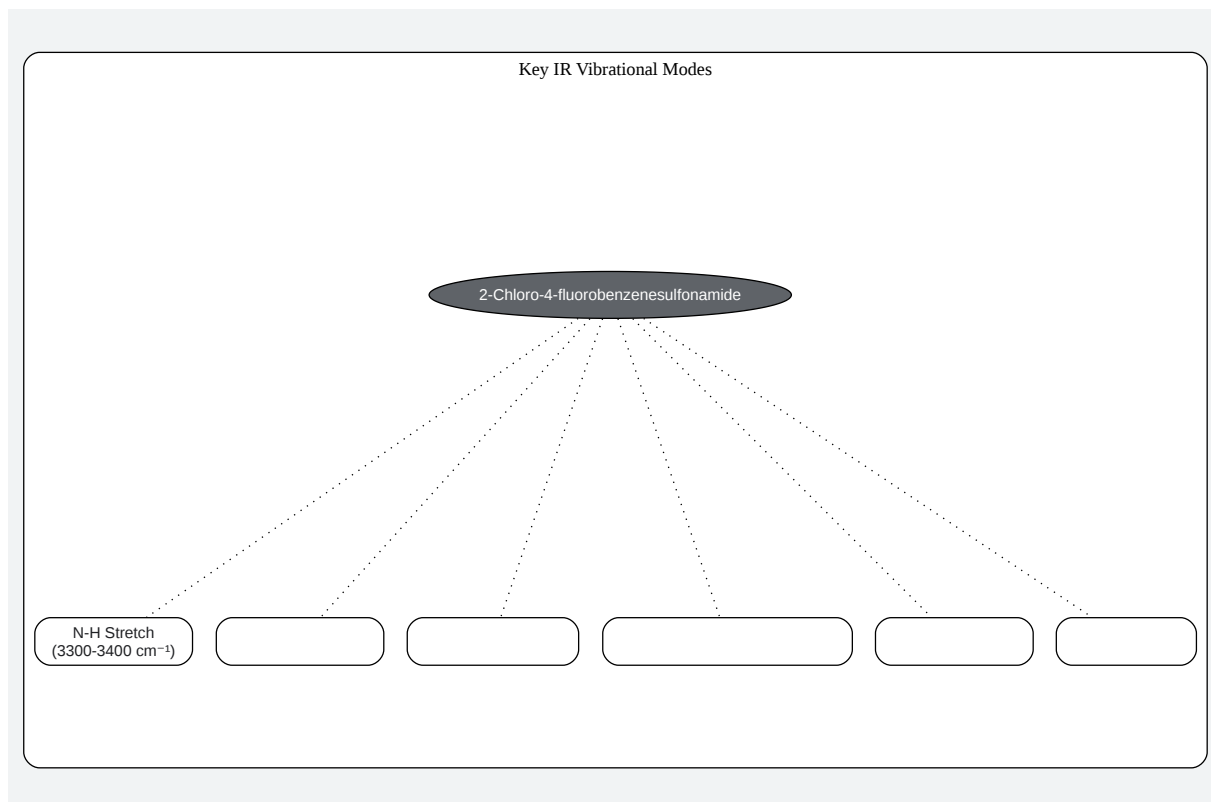 Key IR Vibrational Modes
2-Chloro-4-fluorobenzenesulfonamide
N-H Stretch
(3300-3400 cm⁻¹)